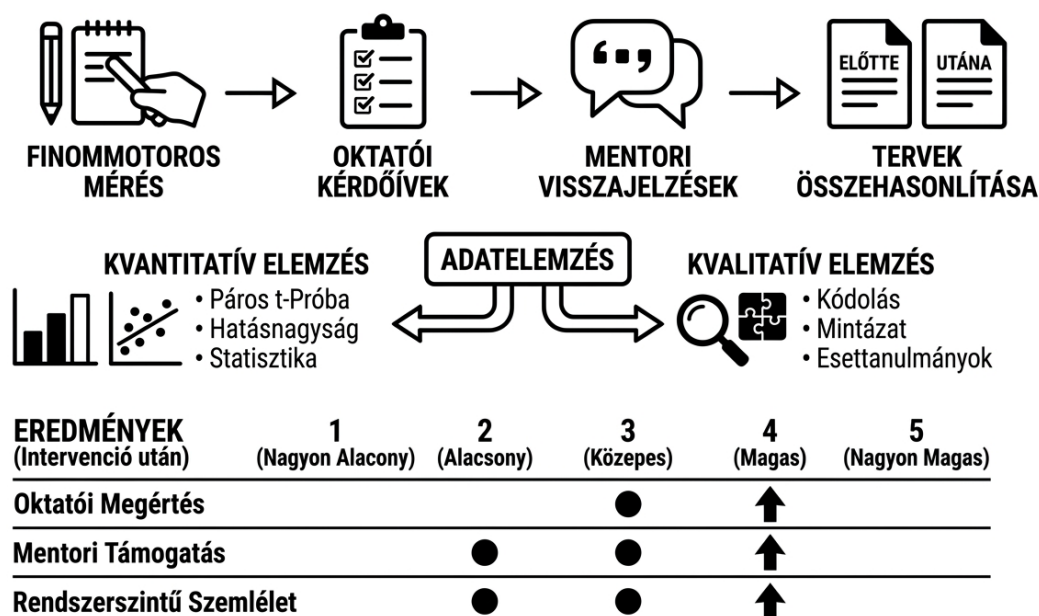 ELŐTTE
UTÁNA
FINOMMOTOROS
MÉRÉS
OKTATÓI
KÉRDŐÍVEK
MENTORI
VISSZAJELZÉSEK
TERVEK
ÖSSZEHASONLÍTÁSA
ADATELEMZÉS
KVANTITATÍV ELEMZÉS
• Páros t-Próba
• Hatásnagyság
• Statisztika
KVALITATÍV ELEMZÉS
• Kódolás
• Mintázat
• Esettanulmányok
EREDMÉNYEK 1 2 3 4 5
(Intervenció után) (Nagyon Alacony) (Alacsony) (Közepes) (Magas) (Nagyon Magas)
Oktatói Megértés
Mentori Támogatás
Rendszerszintű Szemlélet